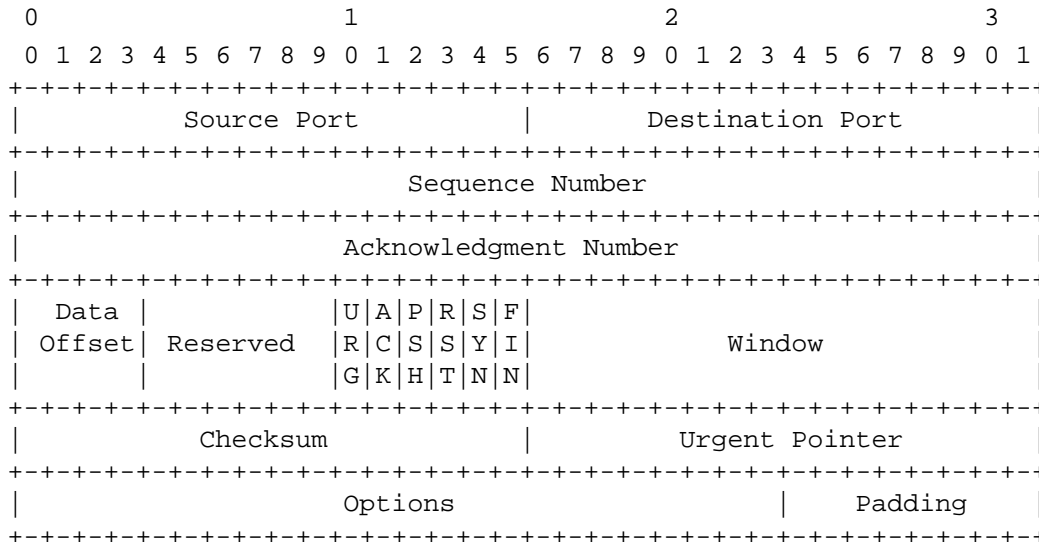 0                   1                   2                   3
 0 1 2 3 4 5 6 7 8 9 0 1 2 3 4 5 6 7 8 9 0 1 2 3 4 5 6 7 8 9 0 1
+-+-+-+-+-+-+-+-+-+-+-+-+-+-+-+-+-+-+-+-+-+-+-+-+-+-+-+-+-+-+-+-+
|          Source Port          |       Destination Port        |
+-+-+-+-+-+-+-+-+-+-+-+-+-+-+-+-+-+-+-+-+-+-+-+-+-+-+-+-+-+-+-+-+
|                        Sequence Number                        |
+-+-+-+-+-+-+-+-+-+-+-+-+-+-+-+-+-+-+-+-+-+-+-+-+-+-+-+-+-+-+-+-+
|                    Acknowledgment Number                      |
+-+-+-+-+-+-+-+-+-+-+-+-+-+-+-+-+-+-+-+-+-+-+-+-+-+-+-+-+-+-+-+-+
|  Data |           |U|A|P|R|S|F|                               |
| Offset| Reserved  |R|C|S|S|Y|I|            Window             |
|       |           |G|K|H|T|N|N|                               |
+-+-+-+-+-+-+-+-+-+-+-+-+-+-+-+-+-+-+-+-+-+-+-+-+-+-+-+-+-+-+-+-+
|           Checksum            |         Urgent Pointer        |
+-+-+-+-+-+-+-+-+-+-+-+-+-+-+-+-+-+-+-+-+-+-+-+-+-+-+-+-+-+-+-+-+
|                    Options                    |    Padding    |
+-+-+-+-+-+-+-+-+-+-+-+-+-+-+-+-+-+-+-+-+-+-+-+-+-+-+-+-+-+-+-+-+